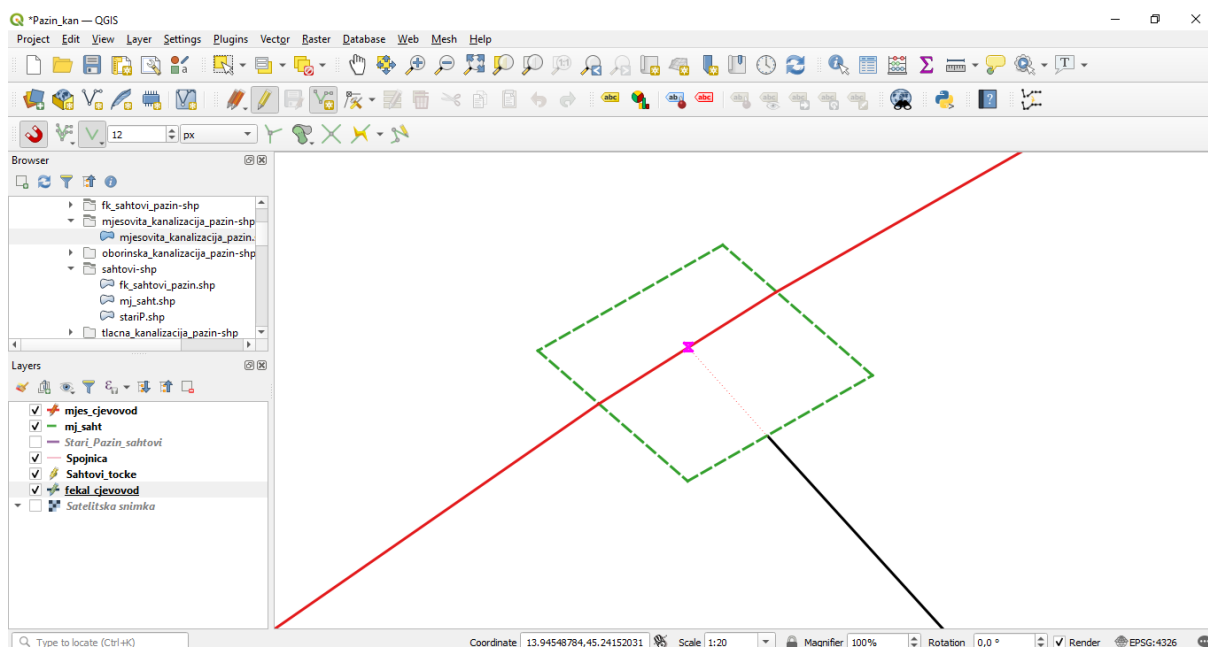 *Pazin_kan — QGIS
Project Edit View Layer Settings Plugins Vector Raster Database Web Mesh Help
12 px
Browser
fk_sahtovi_pazin-shp
mjesovita_kanalizacija_pazin-shp
mjesovita_kanalizacija_pazin.
oborinska_kanalizacija_pazin-shp
sahtovi-shp
fk_sahtovi_pazin.shp
mj_saht.shp
stariP.shp
tlacna_kanalizacija_pazin-shp
Layers
mjes_cjevovod
mj_saht
Stari_Pazin_sahtovi
Spojnica
Sahtovi_tocke
fekal_cjevovod
Satelitska snimka
Type to locate (Ctrl+K) Coordinate 13.94548784,45.24152031 Scale 1:20 Magnifier 100% Rotation 0,0 ° Render EPSG:4326